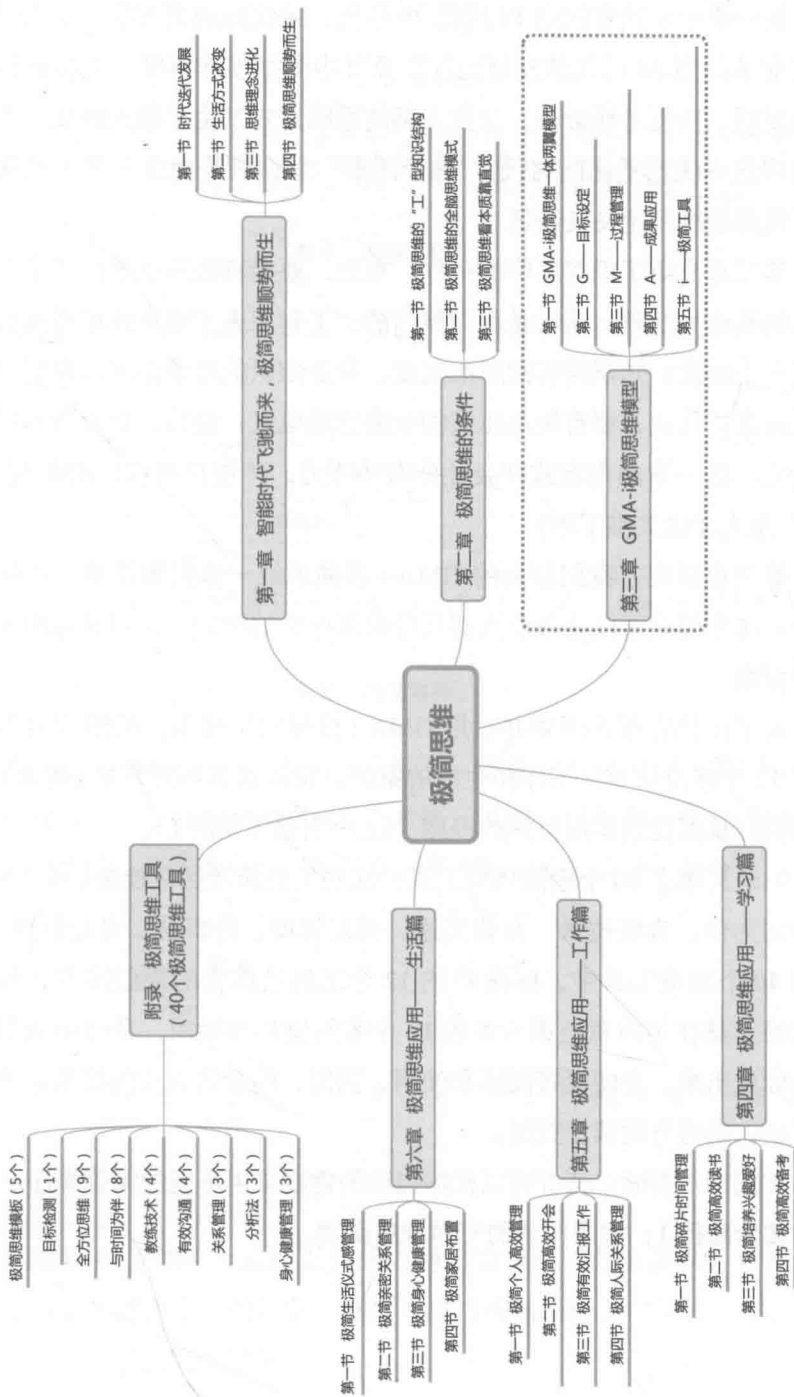 极简思维
第一章 智能时代飞驰而来，极简思维顺势而生
第一节 时代迭代发展
第二节 生活方式改变
第三节 思维理念进化
第四节 极简思维顺势而生
第二章 极简思维的条件
第一节 极简思维的“工”型知识结构
第二节 极简思维的全脑思维模式
第三节 极简思维看本质靠直觉
第三章 GMA-i极简思维模型
第一节 GMA-i极简思维一体两翼模型
第二节 G——目标设定
第三节 M——过程管理
第四节 A——成果应用
第五节 i——极简工具
第四章 极简思维应用——学习篇
第一节 极简碎片时间管理
第二节 极简高效读书
第三节 极简培养兴趣爱好
第四节 极简高效备考
第五章 极简思维应用——工作篇
第一节 极简个人高效管理
第二节 极简高效开会
第三节 极简有效汇报工作
第四节 极简人际关系管理
第六章 极简思维应用——生活篇
第一节 极简生活仪式感管理
第二节 极简亲密关系管理
第三节 极简身心健康管理
第四节 极简家居布置
附录 极简思维工具
（40个极简思维工具）
极简思维模板（5个）
目标检测（1个）
全方位思维（9个）
与时间为伴（8个）
教练技术（4个）
有效沟通（4个）
关系管理（3个）
分析法（3个）
身心健康管理（3个）